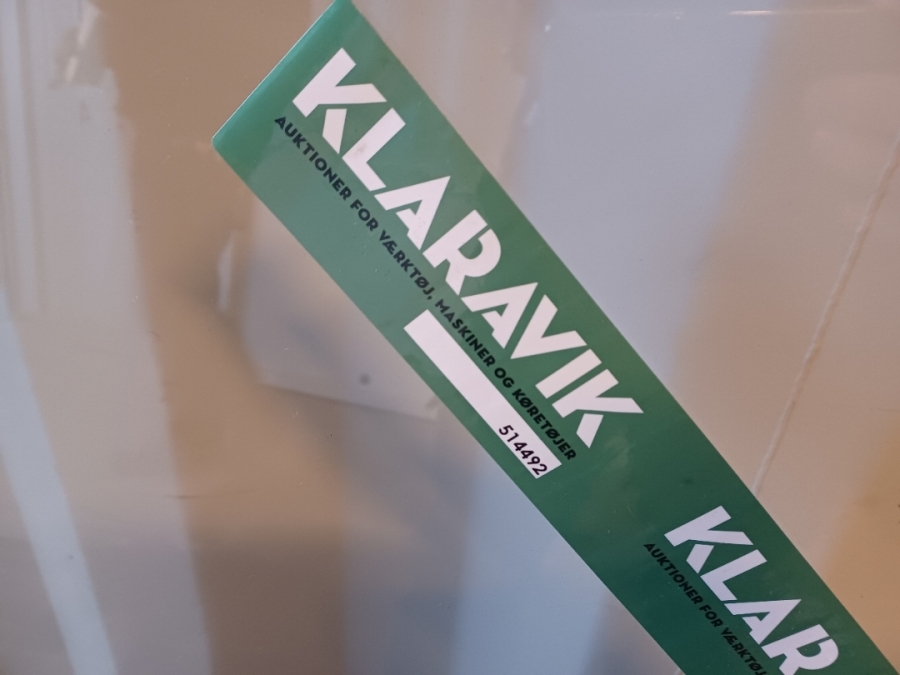 KLARAVIK
AUKTIONER FOR VÆRKTØJ, MASKINER OG KØRETØJER
514492
KLAR
AUKTIONER FOR VÆRKTØJ